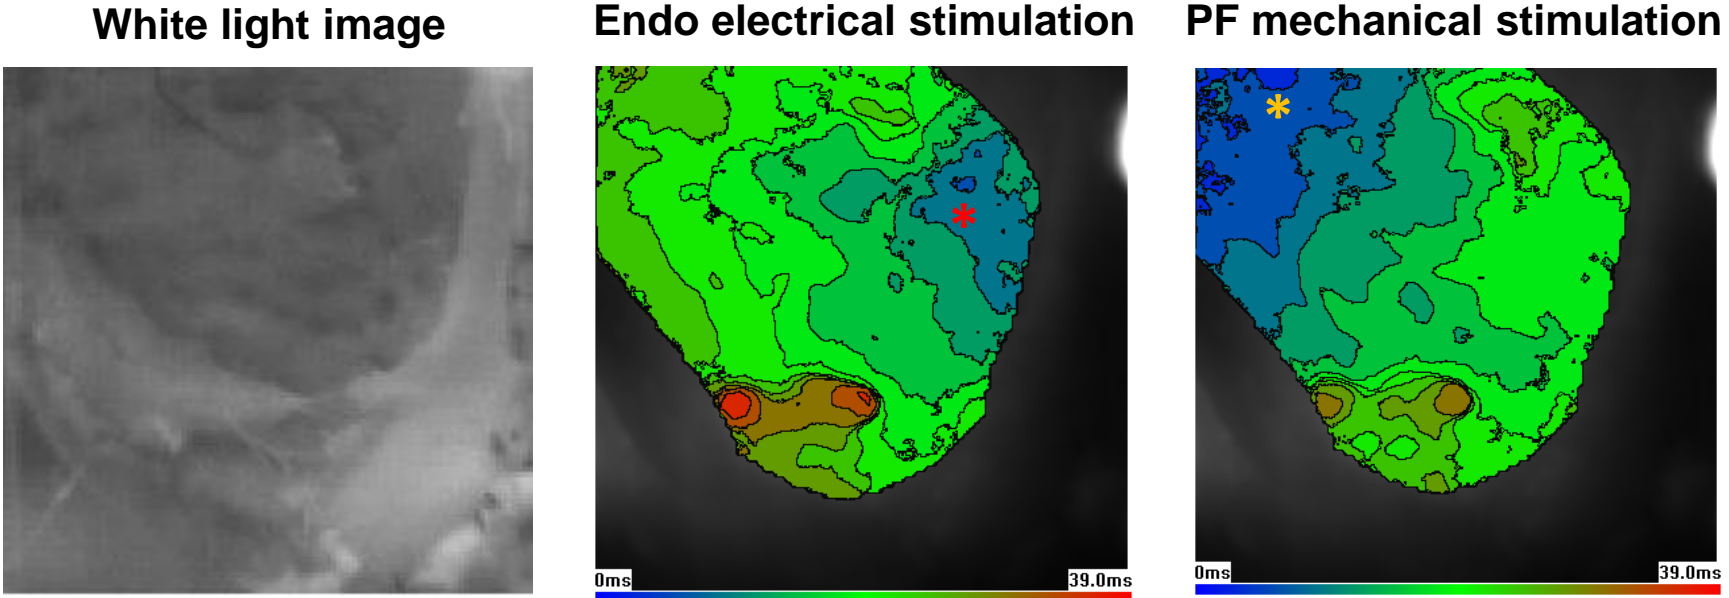 White light image
Endo electrical stimulation
PF mechanical stimulation
*
*
0ms
39.0ms
0ms
39.0ms